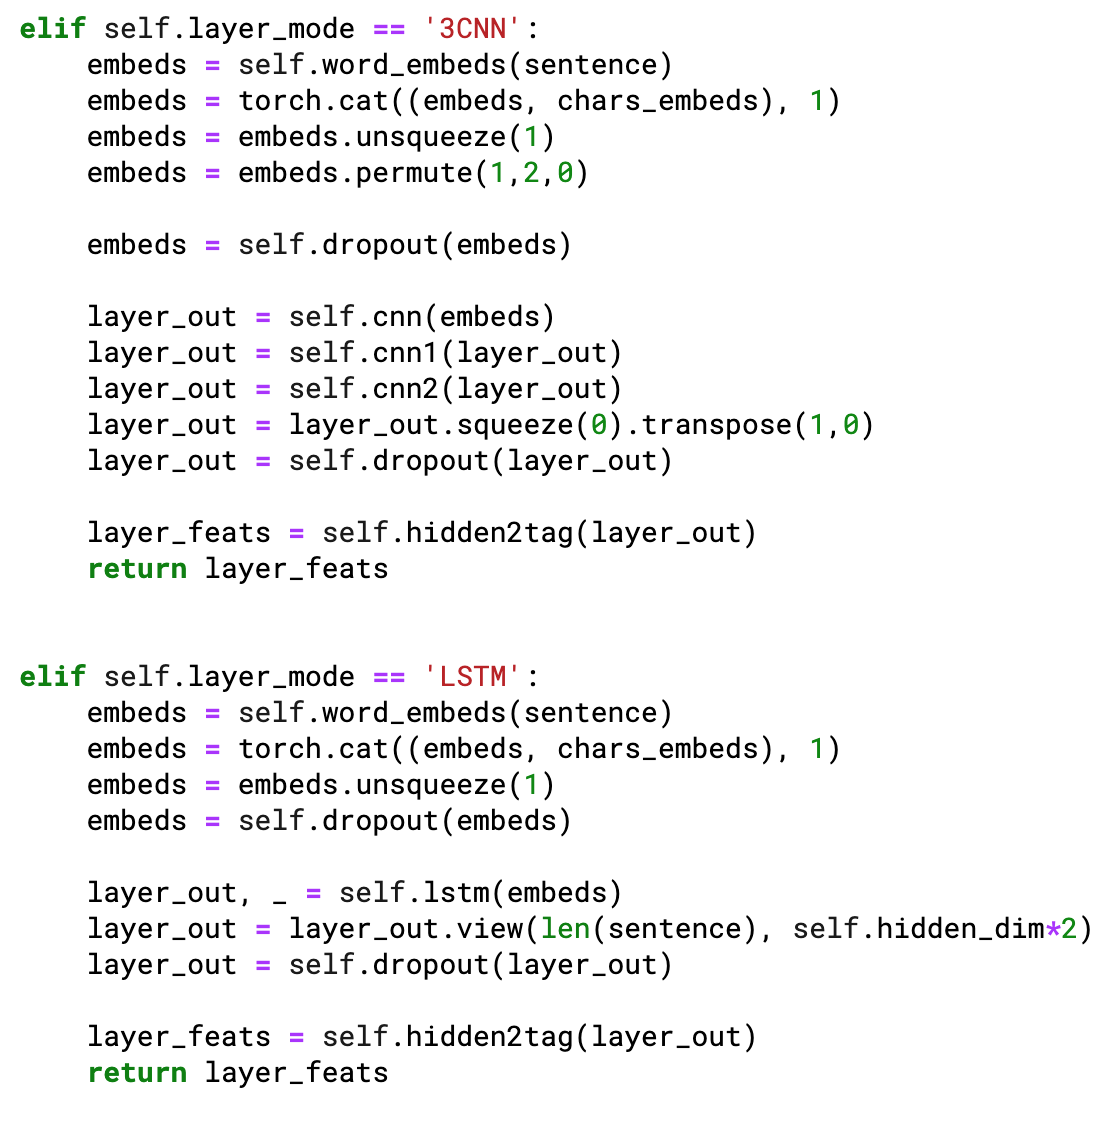 elif self.layer_mode == '3CNN':
    embeds = self.word_embeds(sentence)
    embeds = torch.cat((embeds, chars_embeds), 1)
    embeds = embeds.unsqueeze(1)
    embeds = embeds.permute(1,2,0)

    embeds = self.dropout(embeds)

    layer_out = self.cnn(embeds)
    layer_out = self.cnn1(layer_out)
    layer_out = self.cnn2(layer_out)
    layer_out = layer_out.squeeze(0).transpose(1,0)
    layer_out = self.dropout(layer_out)

    layer_feats = self.hidden2tag(layer_out)
    return layer_feats


elif self.layer_mode == 'LSTM':
    embeds = self.word_embeds(sentence)
    embeds = torch.cat((embeds, chars_embeds), 1)
    embeds = embeds.unsqueeze(1)
    embeds = self.dropout(embeds)

    layer_out, _ = self.lstm(embeds)
    layer_out = layer_out.view(len(sentence), self.hidden_dim*2)
    layer_out = self.dropout(layer_out)

    layer_feats = self.hidden2tag(layer_out)
    return layer_feats